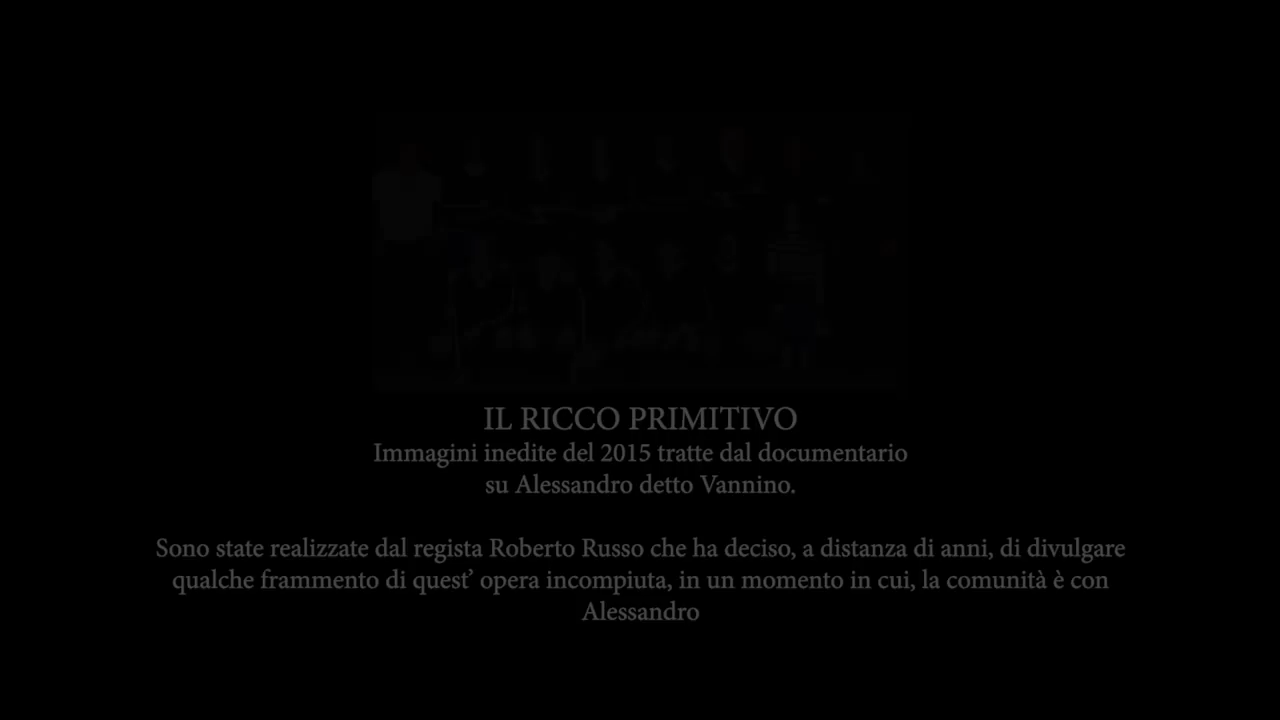 IL RICCO PRIMITIVO
Immagini inedite del 2015 tratte dal documentario
su Alessandro detto Vannino.
Sono state realizzate dal regista Roberto Russo che ha deciso, a distanza di anni, di divulgare
qualche frammento di quest’ opera incompiuta, in un momento in cui, la comunità è con
Alessandro